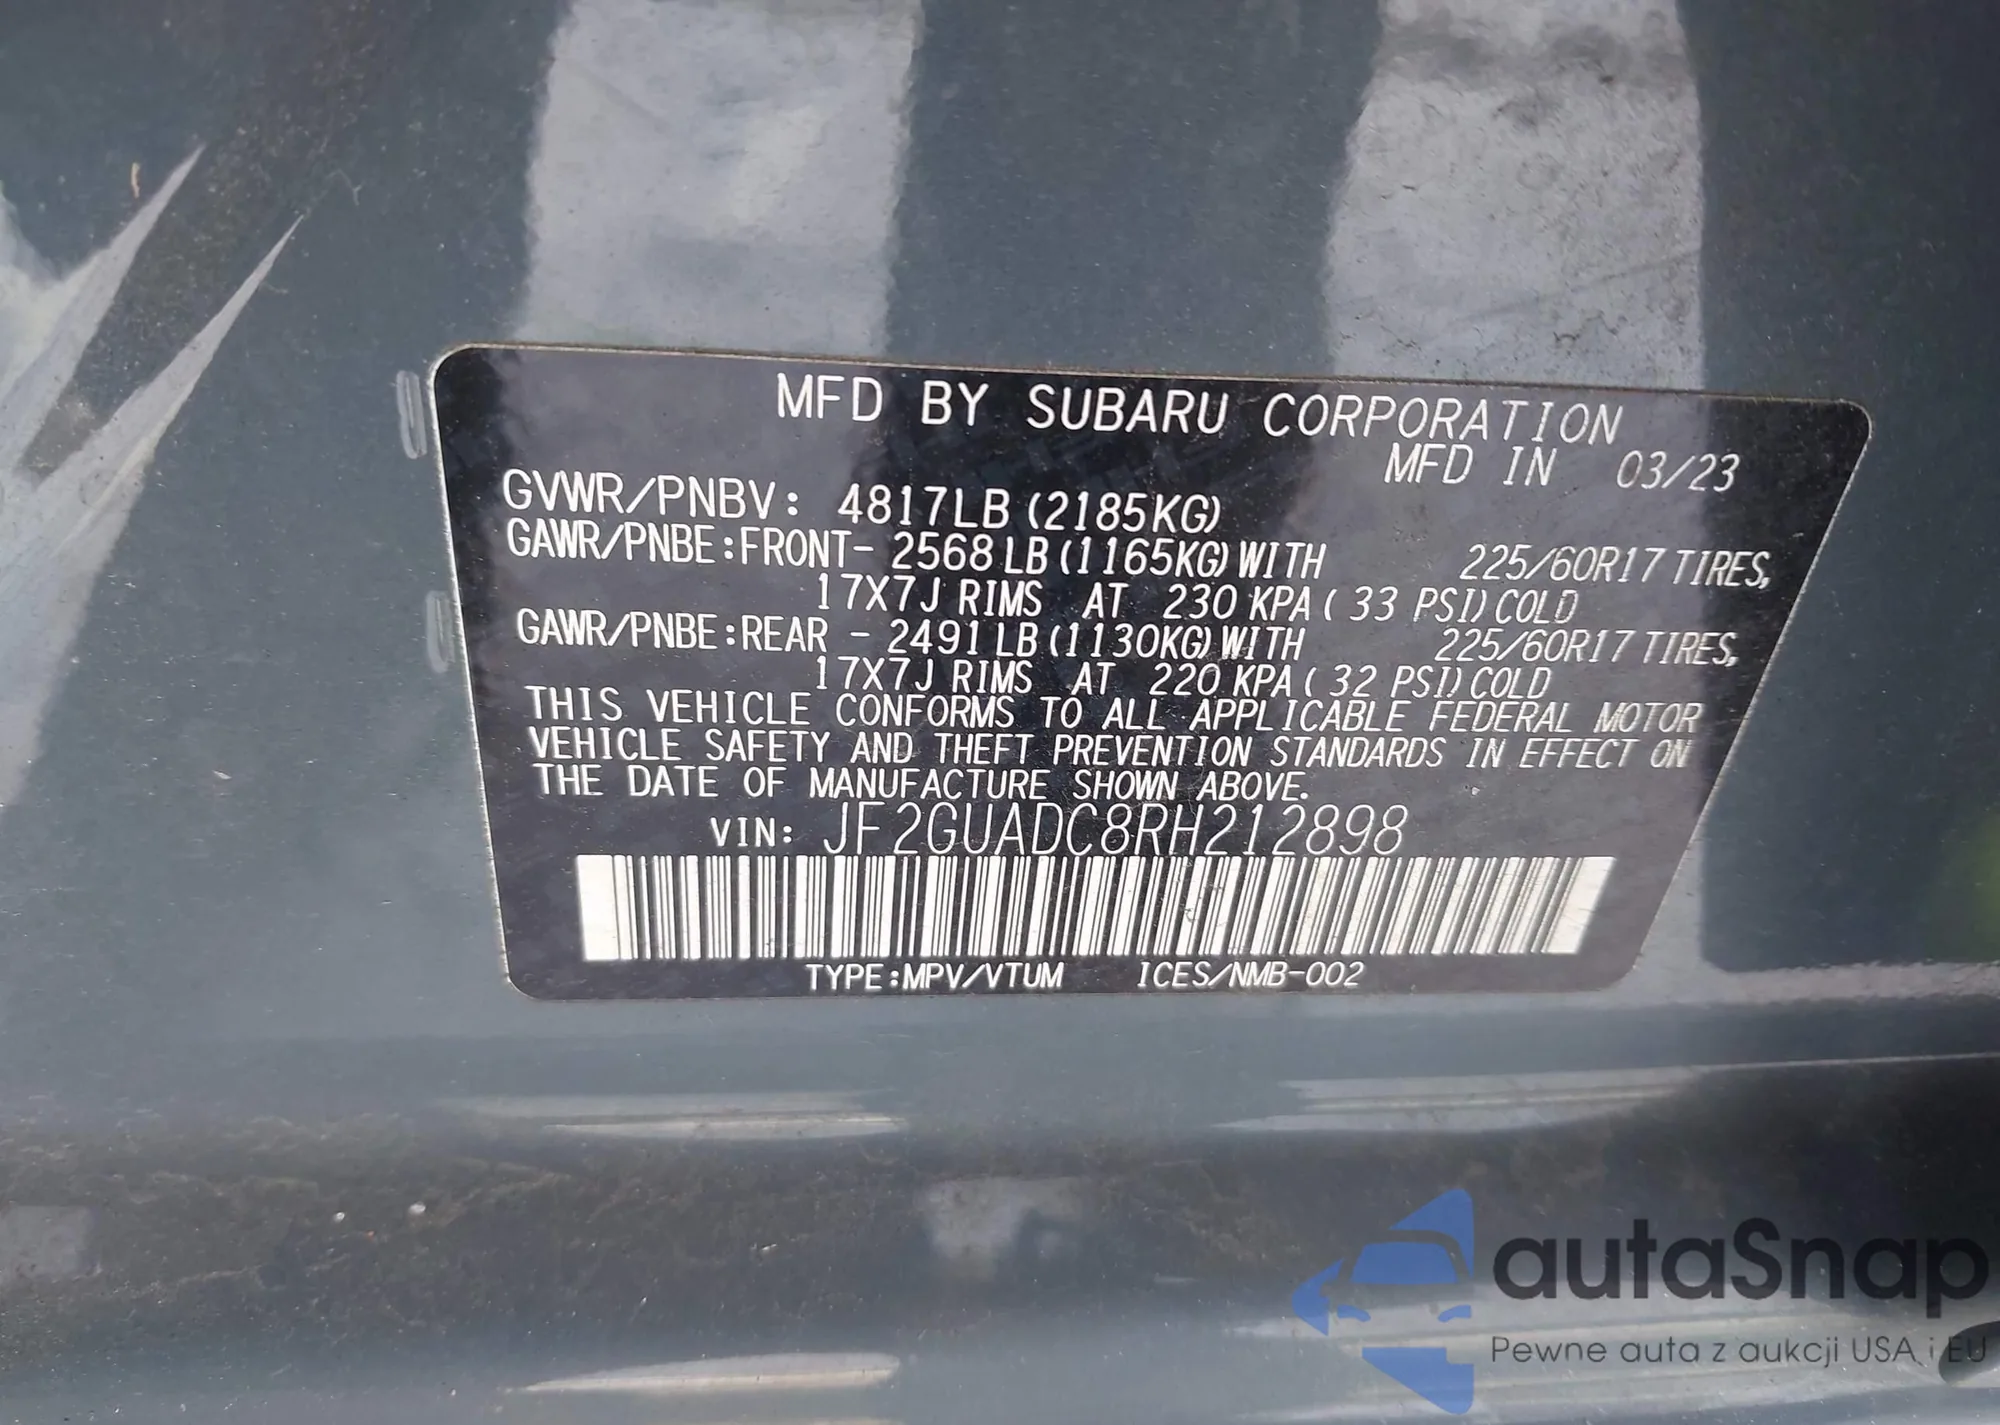 MFD BY SUBARU CORPORATION
MFD IN 03/23
GVWR/PNBV: 4817LB (2185KG)
GAWR/PNBE:FRONT- 2568 LB (1165KG) WITH 225/60R17 TIRES,
17X7J RIMS AT 230 KPA ( 33 PSI) COLD
GAWR/PNBE:REAR - 2491 LB (1130KG) WITH 225/60R17 TIRES,
17X7J RIMS AT 220 KPA ( 32 PSI) COLD
THIS VEHICLE CONFORMS TO ALL APPLICABLE FEDERAL MOTOR
VEHICLE SAFETY AND THEFT PREVENTION STANDARDS IN EFFECT ON
THE DATE OF MANUFACTURE SHOWN ABOVE.
VIN: JF2GUADC8RH212898
TYPE:MPV/VTUM ICES/NMB-002
autaSnap
Pewne auta z aukcji USA i EU